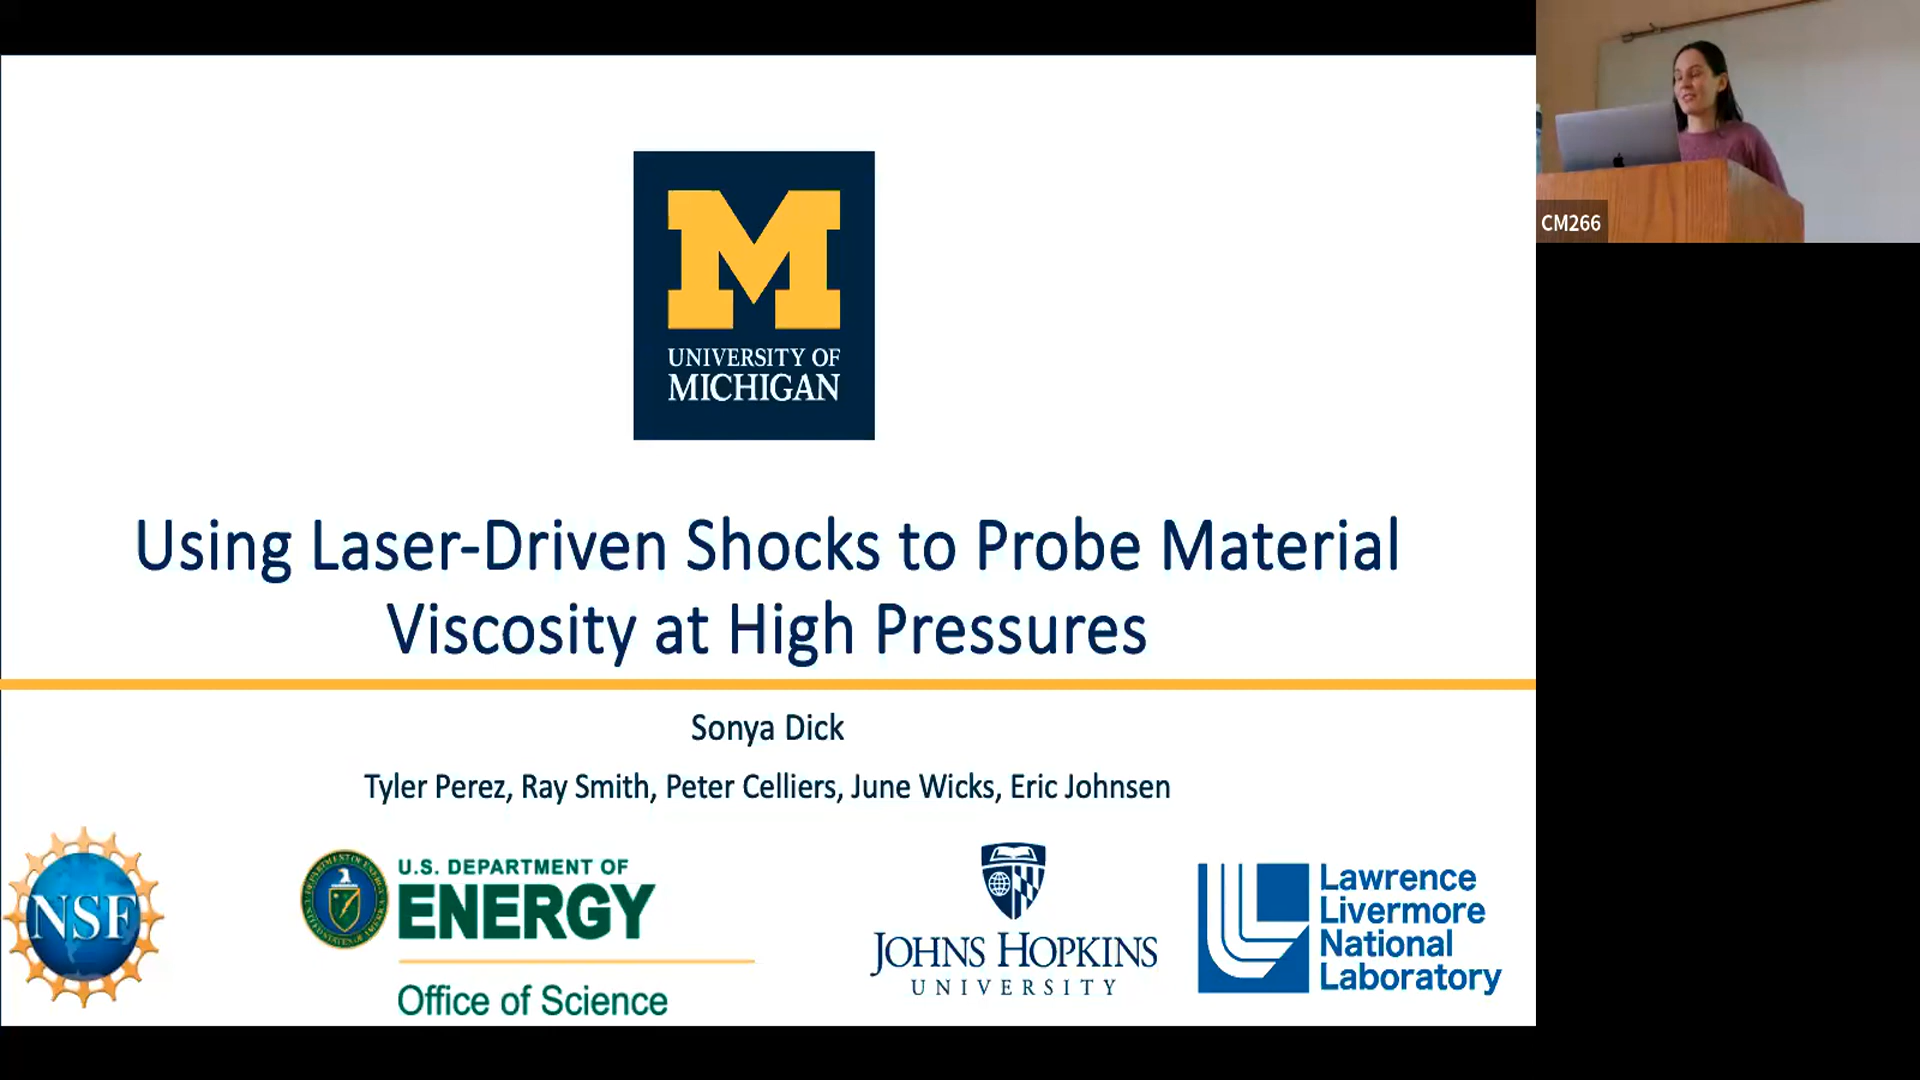 M
UNIVERSITY OF
MICHIGAN
Using Laser-Driven Shocks to Probe Material
Viscosity at High Pressures
Sonya Dick
Tyler Perez, Ray Smith, Peter Celliers, June Wicks, Eric Johnsen
NSF
U.S. DEPARTMENT OF
ENERGY
Office of Science
JOHNS HOPKINS
UNIVERSITY
Lawrence
Livermore
National
Laboratory
CM266